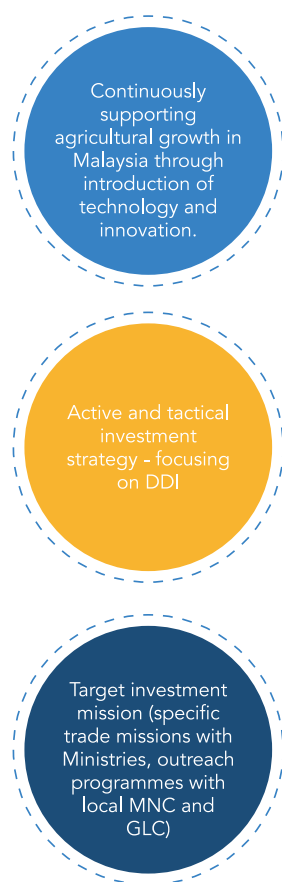 Continuously
supporting
agricultural growth in
Malaysia through
introduction of
technology and
innovation.
Active and tactical
investment
strategy - focusing
on DDI
Target investment
mission (specific
trade missions with
Ministries, outreach
programmes with
local MNC and
GLC)